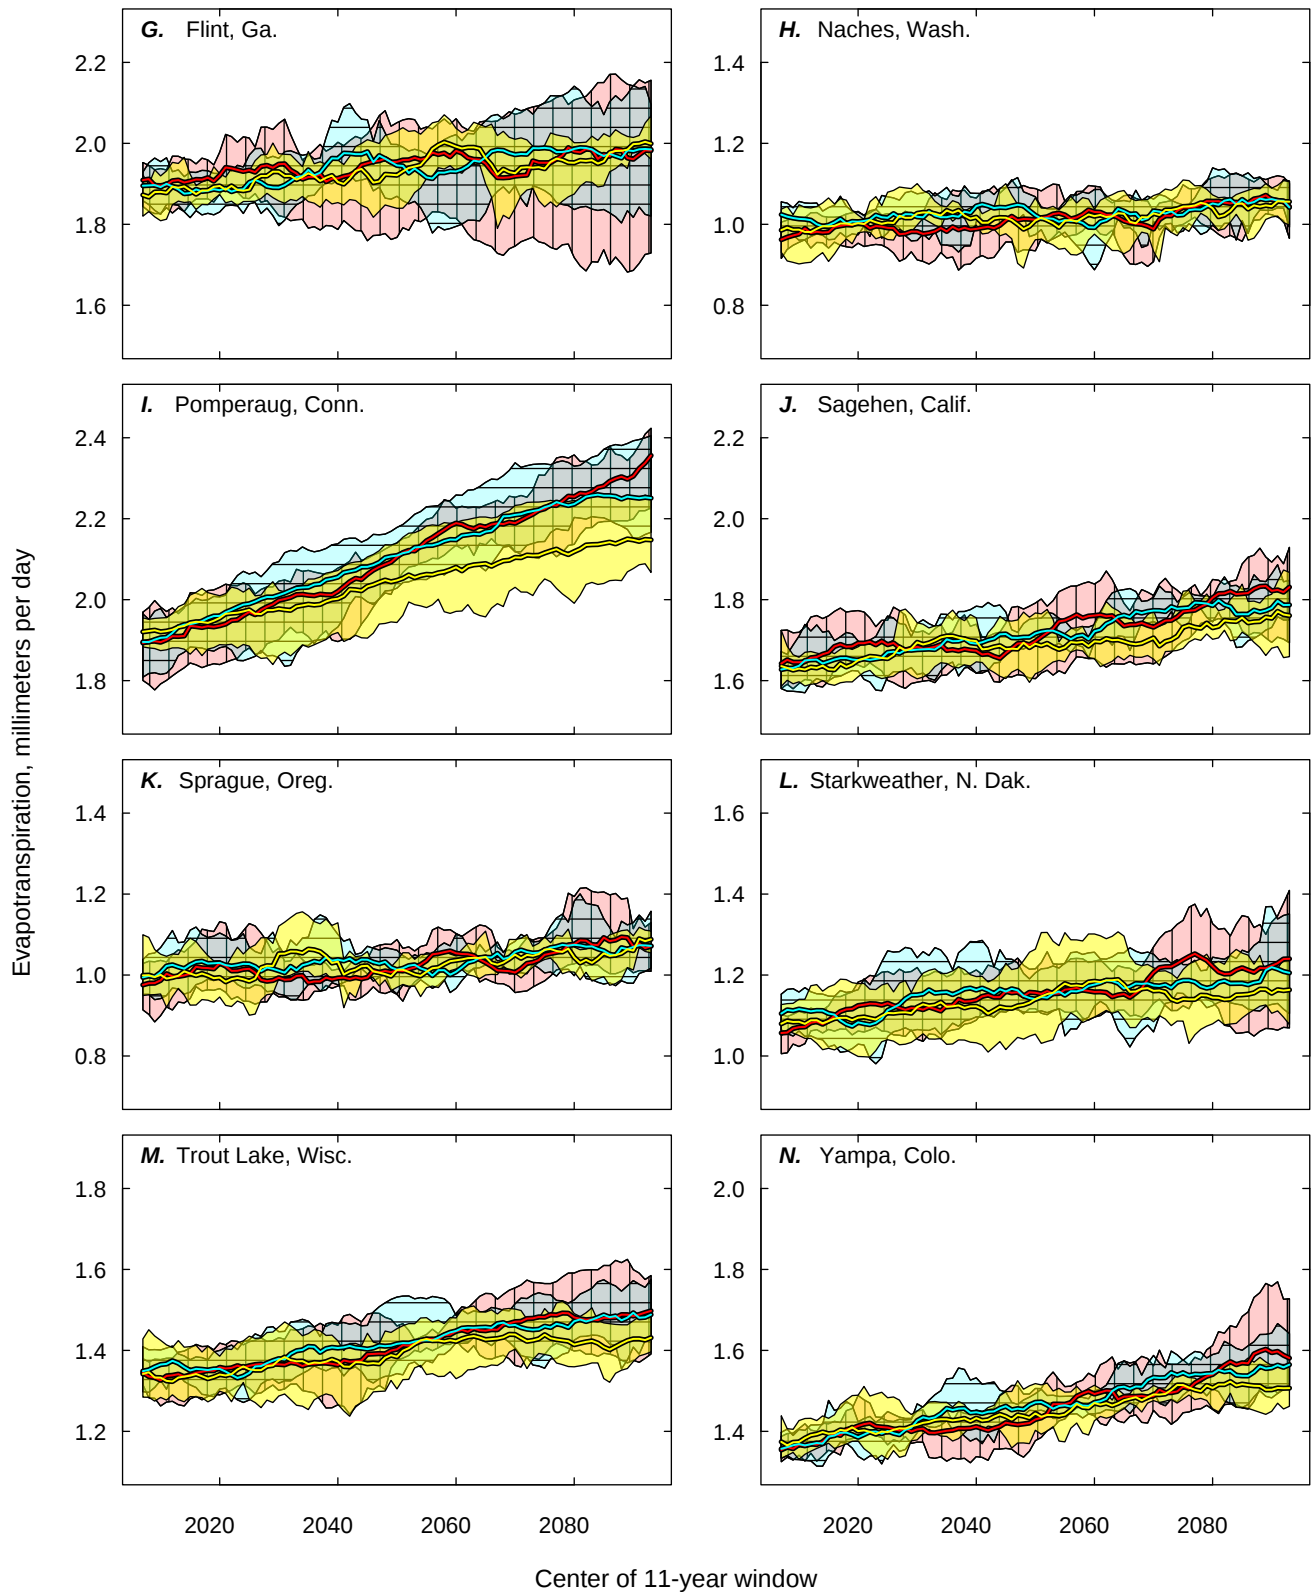 G. Flint, Ga.
2.2
2.0
1.8
1.6
H. Naches, Wash.
1.4
1.2
1.0
0.8
I. Pomperaug, Conn.
2.4
2.2
2.0
1.8
J. Sagehen, Calif.
2.2
2.0
1.8
1.6
K. Sprague, Oreg.
1.4
1.2
1.0
0.8
L. Starkweather, N. Dak.
1.6
1.4
1.2
1.0
M. Trout Lake, Wisc.
1.8
1.6
1.4
1.2
N. Yampa, Colo.
2.0
1.8
1.6
1.4
Evapotranspiration, millimeters per day
2020 2040 2060 2080
2020 2040 2060 2080
Center of 11-year window